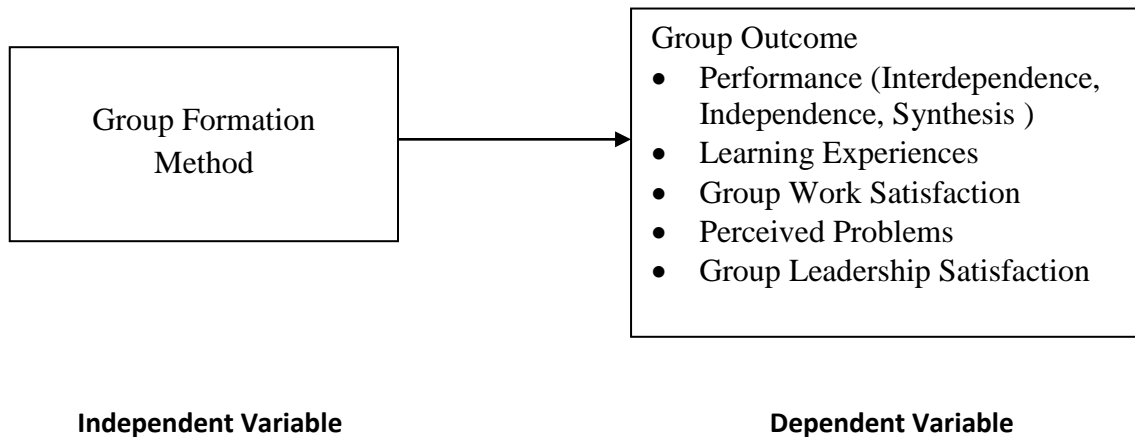 Group Formation
Method
Group Outcome
• Performance (Interdependence,
Independence, Synthesis )
• Learning Experiences
• Group Work Satisfaction
• Perceived Problems
• Group Leadership Satisfaction
Independent Variable
Dependent Variable